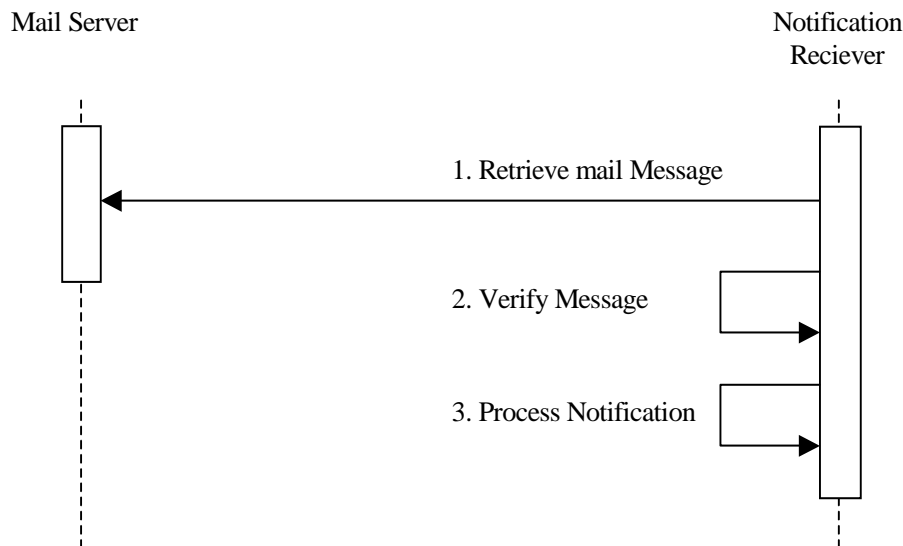 Mail Server
Notification
Reciever
1. Retrieve mail Message
2. Verify Message
3. Process Notification